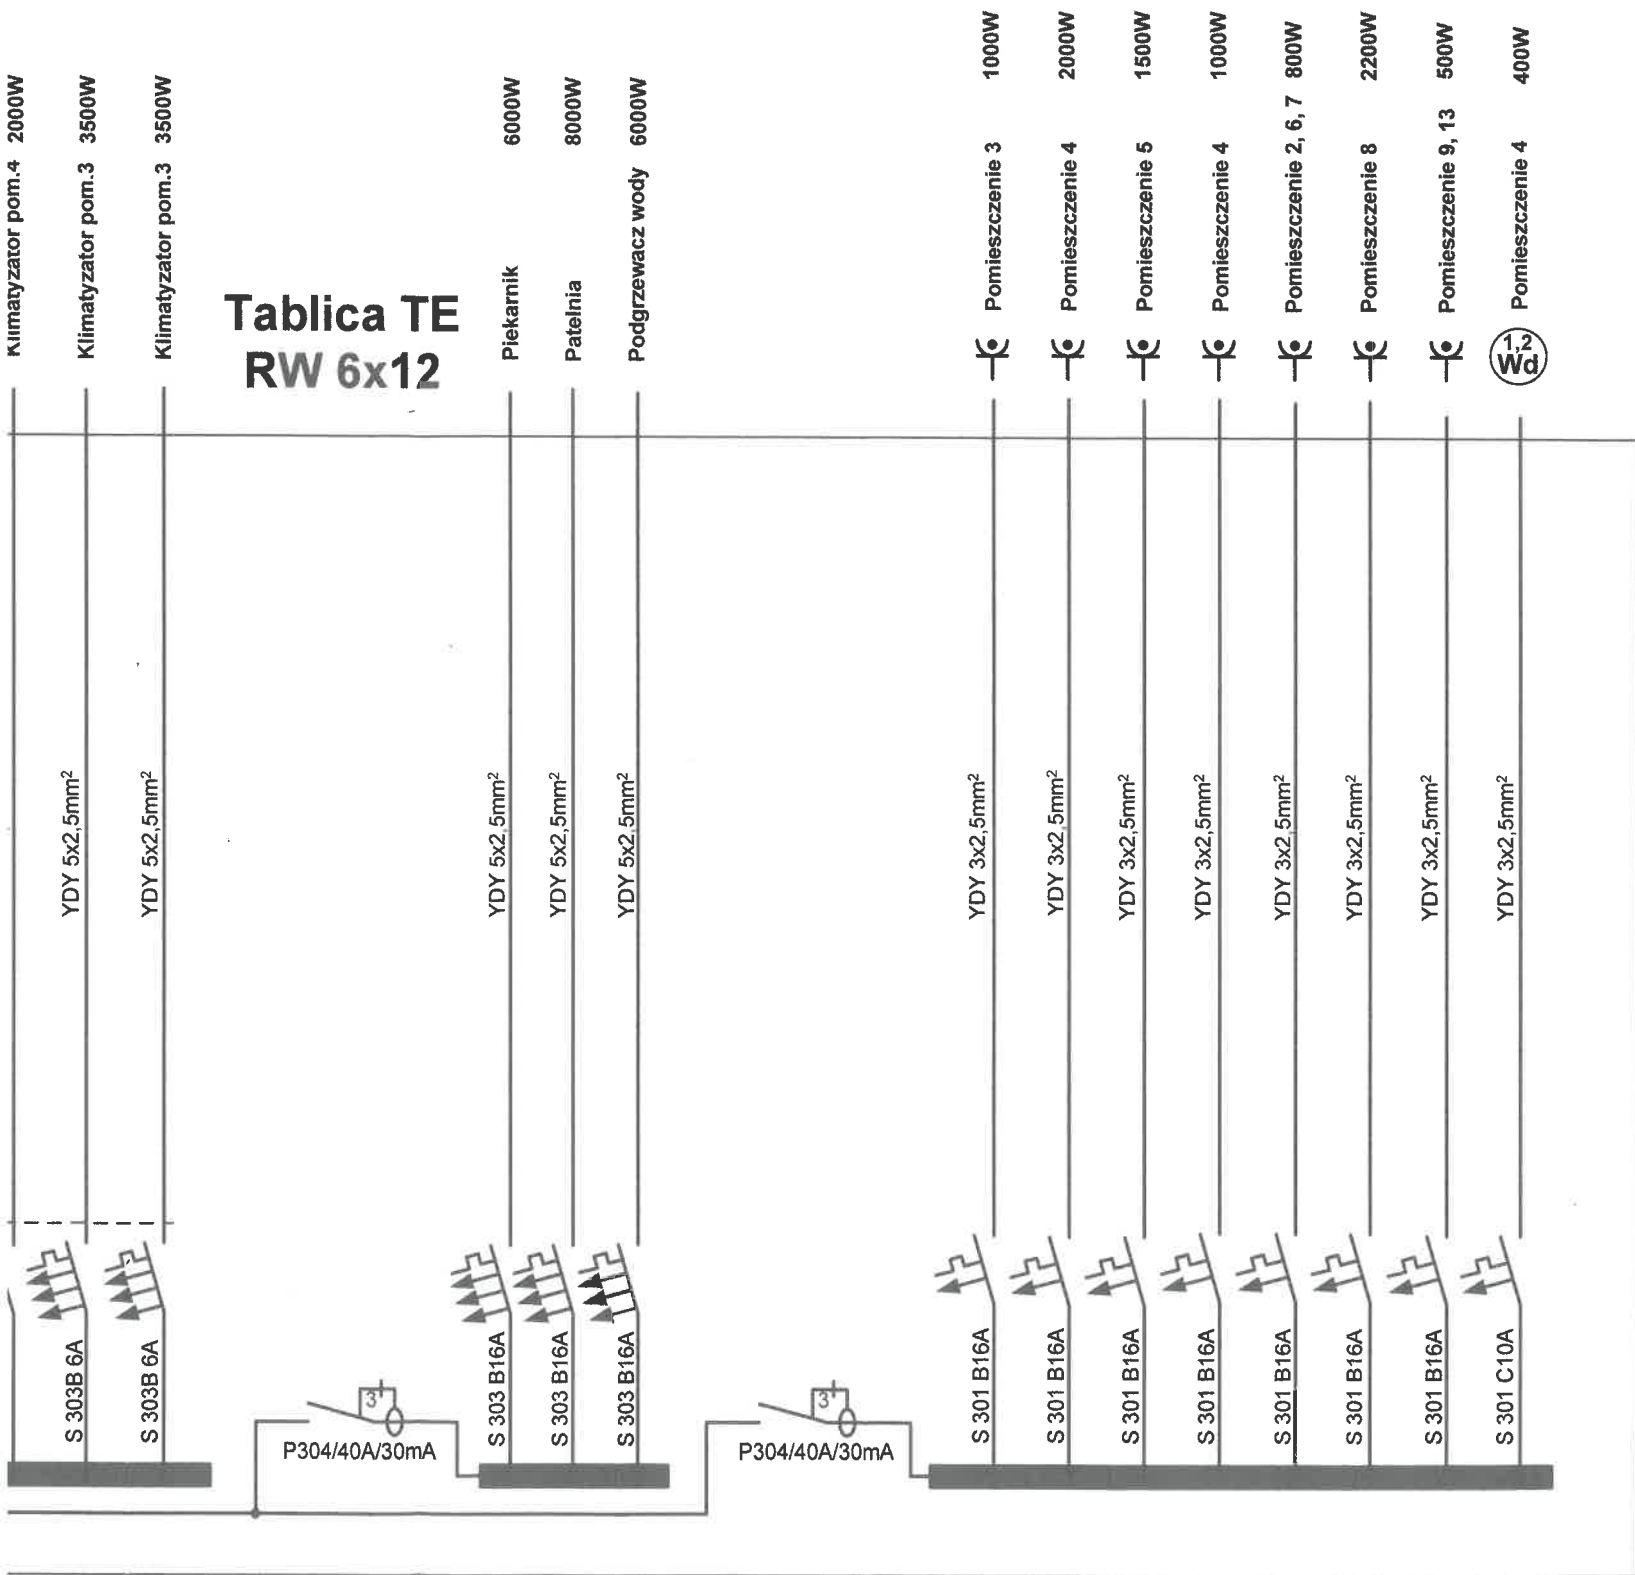 Klimatyzator pom.4 2000W
Klimatyzator pom.3 3500W
Klimatyzator pom.3 3500W
Tablica TE
RW 6x12
Piekarnik 6000W
Patelnia 8000W
Podgrzewacz wody 6000W
Pomieszczenie 3 1000W
Pomieszczenie 4 2000W
Pomieszczenie 5 1500W
Pomieszczenie 4 1000W
Pomieszczenie 2, 6, 7 800W
Pomieszczenie 8 2200W
Pomieszczenie 9, 13 500W
Pomieszczenie 4 400W
1,2
Wd
YDY 5x2,5mm²
YDY 5x2,5mm²
YDY 5x2,5mm²
YDY 5x2,5mm²
YDY 5x2,5mm²
YDY 3x2,5mm²
YDY 3x2,5mm²
YDY 3x2,5mm²
YDY 3x2,5mm²
YDY 3x2,5mm²
YDY 3x2,5mm²
YDY 3x2,5mm²
YDY 3x2,5mm²
S 303B 6A
S 303B 6A
3
P304/40A/30mA
S 303 B16A
S 303 B16A
S 303 B16A
3
P304/40A/30mA
S 301 B16A
S 301 B16A
S 301 B16A
S 301 B16A
S 301 B16A
S 301 B16A
S 301 B16A
S 301 C10A